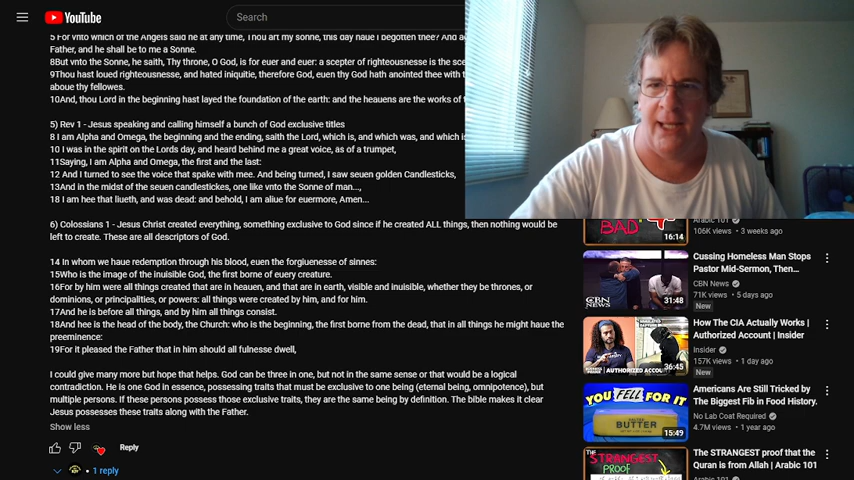 YouTube
Search
5 For vnto which of the Angels said he at any time, Thou art my sonne, this day haue I begotten thee? And ag
Father, and he shall be to me a Sonne.
8But vnto the Sonne, he saith, Thy throne, O God, is for euer and euer: a scepter of righteousnesse is the sce
9Thou hast loued righteousnesse, and hated iniquitie, therefore God, euen thy God hath anointed thee with t
aboue thy fellowes.
10And, thou Lord in the beginning hast layed the foundation of the earth: and the heauens are the works of t
5) Rev 1 - Jesus speaking and calling himself a bunch of God exclusive titles
8 I am Alpha and Omega, the beginning and the ending, saith the Lord, which is, and which was, and which is
10 I was in the spirit on the Lords day, and heard behind me a great voice, as of a trumpet,
11Saying, I am Alpha and Omega, the first and the last:
12 And I turned to see the voice that spake with mee. And being turned, I saw seuen golden Candlesticks,
13And in the midst of the seuen candlestickes, one like vnto the Sonne of man...,
18 I am hee that liueth, and was dead: and behold, I am aliue for euermore, Amen...
6) Colossians 1 - Jesus Christ created everything, something exclusive to God since if he created ALL things, then nothing would be
left to create. These are all descriptors of God.
14 In whom we haue redemption through his blood, euen the forgiuenesse of sinnes:
15Who is the image of the inuisible God, the first borne of euery creature.
16For by him were all things created that are in heauen, and that are in earth, visible and inuisible, whether they be thrones, or
dominions, or principalities, or powers: all things were created by him, and for him.
17And he is before all things, and by him all things consist.
18And hee is the head of the body, the Church: who is the beginning, the first borne from the dead, that in all things he might haue the
preeminence:
19For it pleased the Father that in him should all fulnesse dwell,
I could give many more but hope that helps. God can be three in one, but not in the same sense or that would be a logical
contradiction. He is one God in essence, possessing traits that must be exclusive to one being (eternal being, omnipotence), but
multiple persons. If these persons possess those exclusive traits, they are the same being by definition. The bible makes it clear
Jesus possesses these traits along with the Father.
Show less
Reply
1 reply
BAD
16:14
Arabic 101
106K views • 3 weeks ago
CBN NEWS
31:48
Cussing Homeless Man Stops
Pastor Mid-Sermon, Then...
CBN News
71K views • 5 days ago
New
36:45
How The CIA Actually Works |
Authorized Account | Insider
Insider
157K views • 1 day ago
New
YOU FELL FOR IT
BUTTER
15:49
Americans Are Still Tricked by
The Biggest Fib in Food History.
No Lab Coat Required
4.7M views • 1 year ago
STRANGEST
PROOF
The STRANGEST proof that the
Quran is from Allah | Arabic 101